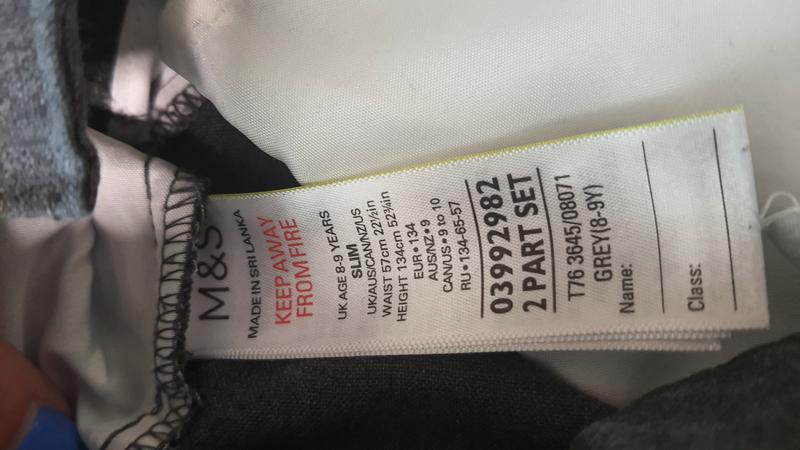 M&S
MADE IN SRI LANKA
KEEP AWAY
FROM FIRE
UK AGE 8-9 YEARS
SLIM
UK/AUS/CAN/NZ/US
WAIST 57cm 22½in
HEIGHT 134cm 52¾in
EUR•134
AUS/NZ•9
CAN/US•9 to 10
RU•134-65-57
03992982
2 PART SET
T76 3645/08071
GREY(8-9Y)
Name:
Class: